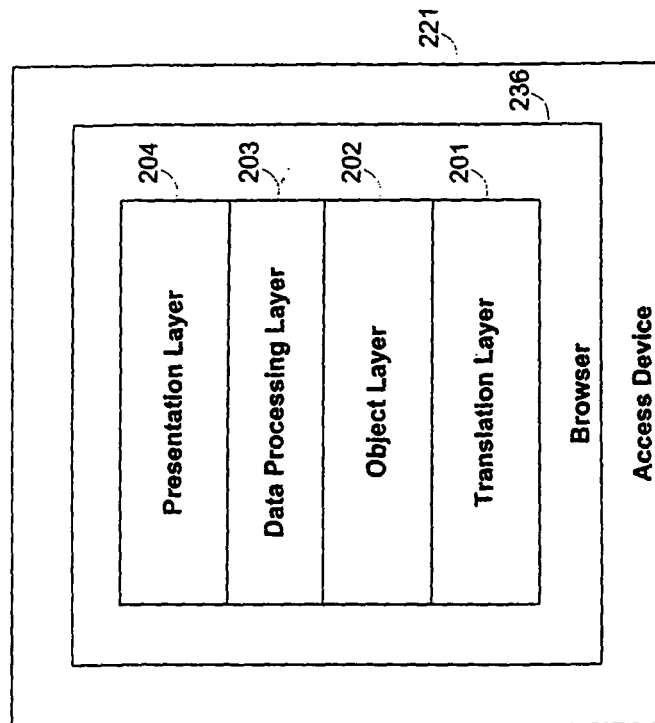 221
236
204
203
202
201
Presentation Layer
Data Processing Layer
Object Layer
Translation Layer
Browser
Access Device